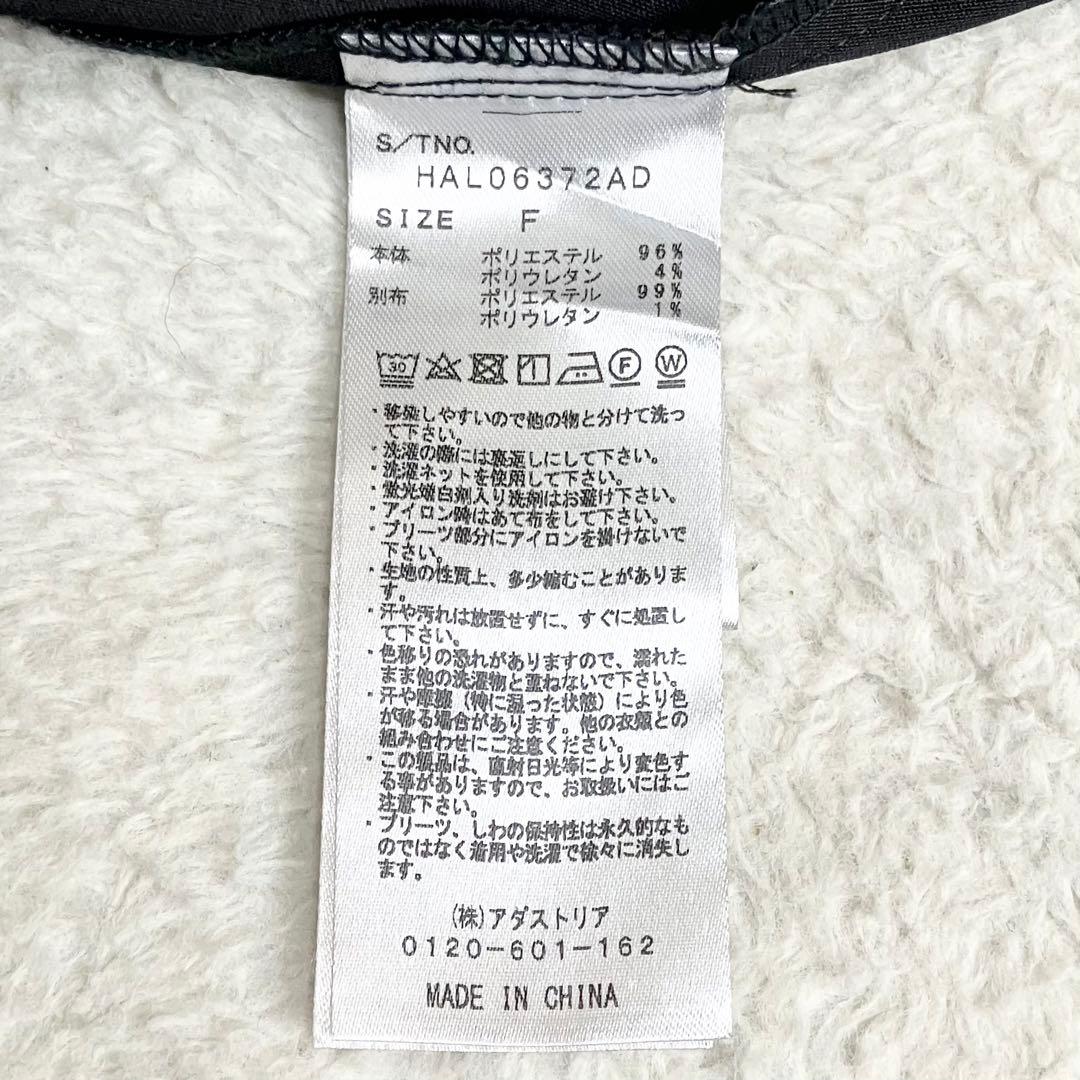 S/TNO.
HAL06372AD
SIZE F
本体 ポリエステル 96%
ポリウレタン 4%
別布 ポリエステル 99%
ポリウレタン 1%
30 F W
・移染しやすいので他の物と分けて洗っ
て下さい。
・洗濯の際には裏返しにして下さい。
・洗濯ネットを使用して下さい。
・蛍光増白剤入り洗剤はお避け下さい。
・アイロン時はあて布をして下さい。
・プリーツ部分にアイロンを掛けないで
下さい。
・生地の性質上、多少縮むことがありま
す。
・汗や汚れは放置せずに、すぐに処置し
て下さい。
・色移りの恐れがありますので、濡れた
まま他の洗濯物と重ねないで下さい。
・汗や摩擦（特に湿った状態）により色
が移る場合があります。他の衣類との
組み合わせにご注意ください。
・この製品は、直射日光等により変色す
る事がありますので、お取扱いにはご
注意下さい。
・プリーツ、しわの保持性は永久的なも
のではなく着用や洗濯で徐々に消失し
ます。
(株)アダストリア
0120-601-162
MADE IN CHINA